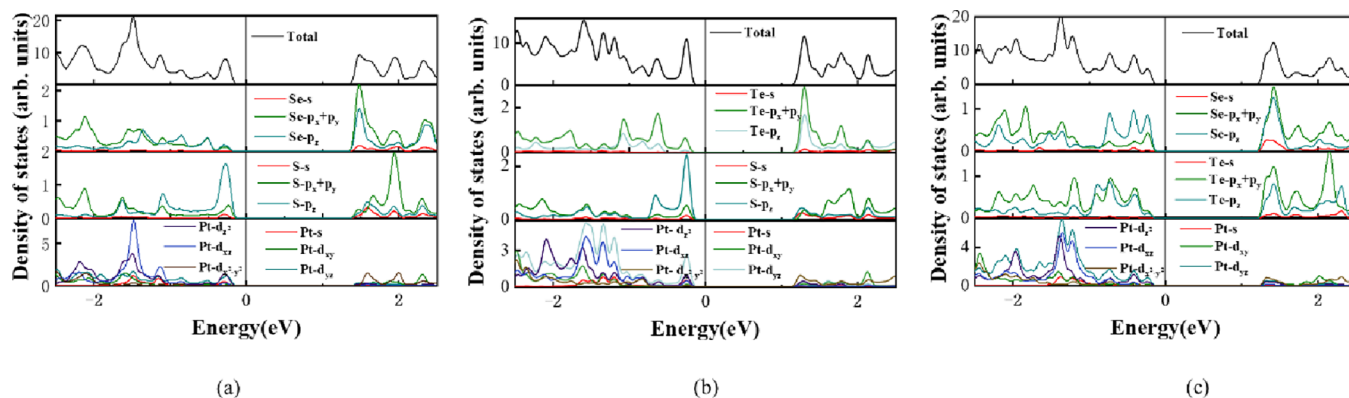 Density of states (arb. units)
20
10
0
Total
2
1
0
Se-s
Se-px+py
Se-pz
2
1
0
S-s
S-px+py
S-pz
5
0
Pt-dz²
Pt-dxz
Pt-dx²-y²
Pt-s
Pt-dxy
Pt-dyz
−2
0
2
Energy(eV)
(a)
Density of states (arb. units)
15
10
0
Total
2
0
Te-s
Te-px+py
Te-pz
2
0
S-s
S-px+py
S-pz
3
0
Pt- dz²
Pt-dxz
Pt- dx²-y²
Pt-s
Pt-dxy
Pt-dyz
−2
0
2
Energy(eV)
(b)
Density of states (arb. units)
20
10
0
Total
1
0
Se-s
Se-px+py
Se-pz
1
0
Te-s
Te-px+py
Te-pz
4
0
Pt-dz²
Pt-dxz
Pt-dx²-y²
Pt-s
Pt-dxy
Pt-dyz
−2
0
2
Energy(eV)
(c)